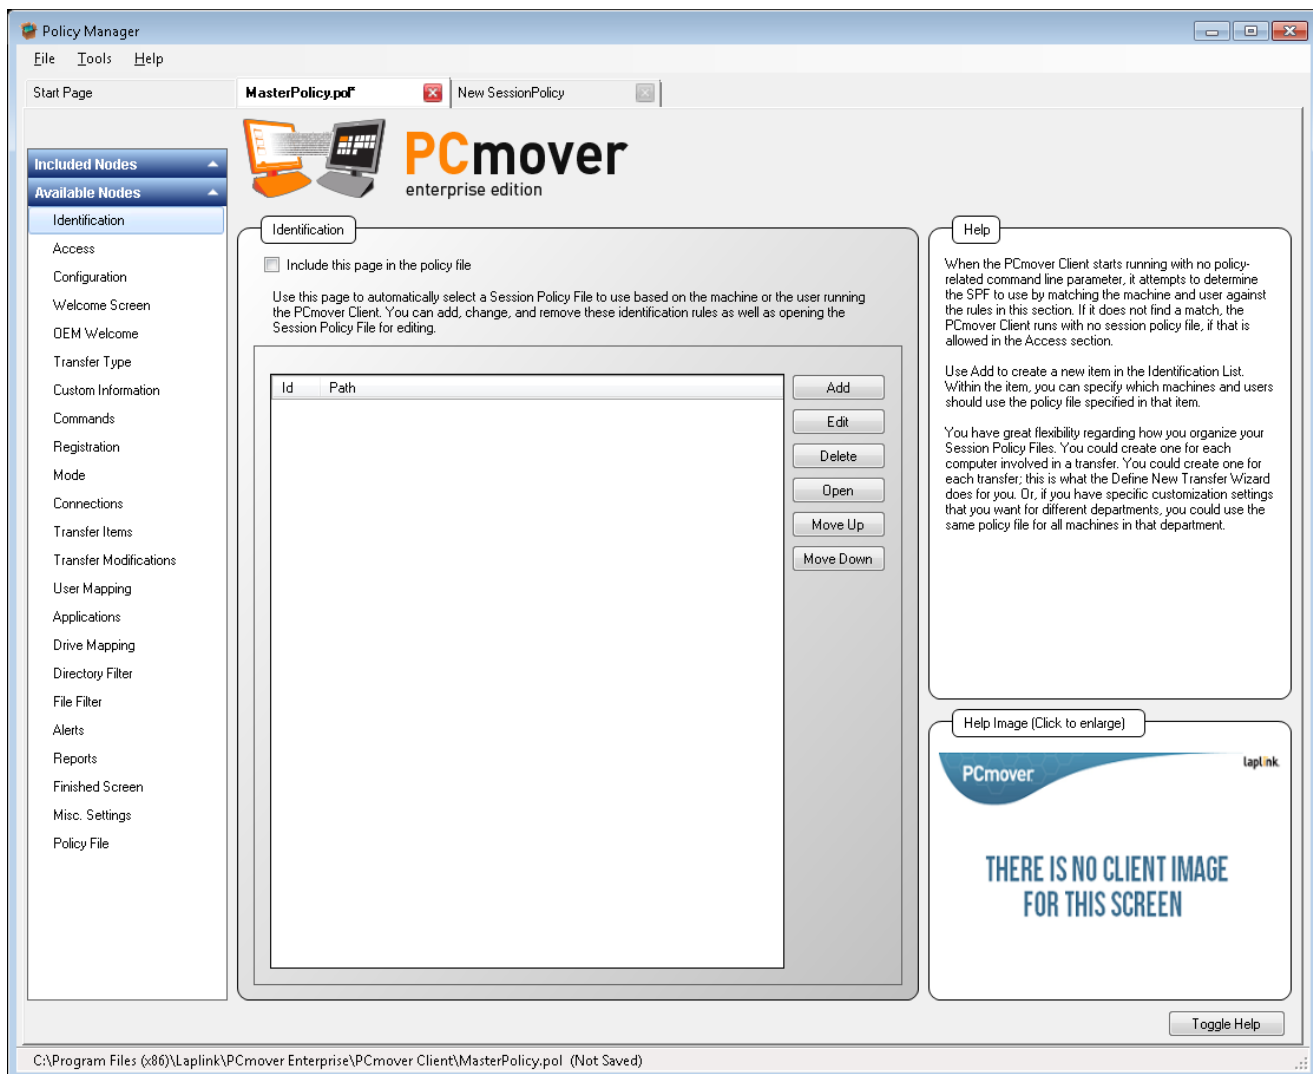 Policy Manager
File Tools Help
Start Page
MasterPolicy.pol*
New SessionPolicy
PCmover
enterprise edition
Included Nodes
Available Nodes
Identification
Access
Configuration
Welcome Screen
OEM Welcome
Transfer Type
Custom Information
Commands
Registration
Mode
Connections
Transfer Items
Transfer Modifications
User Mapping
Applications
Drive Mapping
Directory Filter
File Filter
Alerts
Reports
Finished Screen
Misc. Settings
Policy File
Identification
Include this page in the policy file
Use this page to automatically select a Session Policy File to use based on the machine or the user running
the PCmover Client. You can add, change, and remove these identification rules as well as opening the
Session Policy File for editing.
Id Path
Add
Edit
Delete
Open
Move Up
Move Down
Help
When the PCmover Client starts running with no policy-
related command line parameter, it attempts to determine
the SPF to use by matching the machine and user against
the rules in this section. If it does not find a match, the
PCmover Client runs with no session policy file, if that is
allowed in the Access section.
Use Add to create a new item in the Identification List.
Within the item, you can specify which machines and users
should use the policy file specified in that item.
You have great flexibility regarding how you organize your
Session Policy Files. You could create one for each
computer involved in a transfer. You could create one for
each transfer; this is what the Define New Transfer Wizard
does for you. Or, if you have specific customization settings
that you want for different departments, you could use the
same policy file for all machines in that department.
Help Image (Click to enlarge)
PCmover
laplink
THERE IS NO CLIENT IMAGE
FOR THIS SCREEN
Toggle Help
C:\Program Files (x86)\Laplink\PCmover Enterprise\PCmover Client\MasterPolicy.pol (Not Saved)